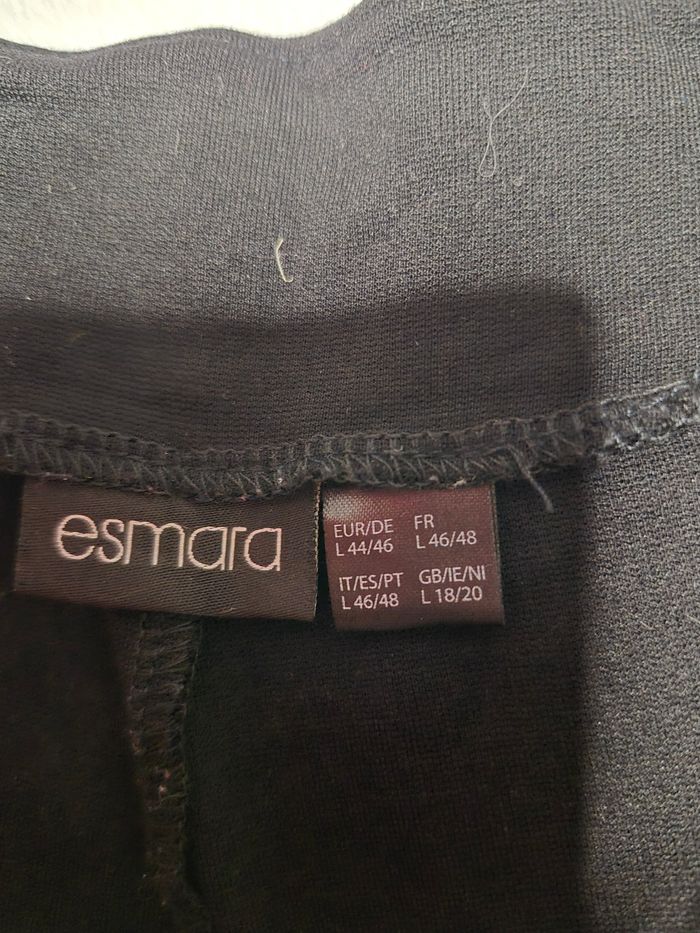 esmara
EUR/DE FR
L 44/46 L 46/48
IT/ES/PT GB/IE/NI
L 46/48 L 18/20